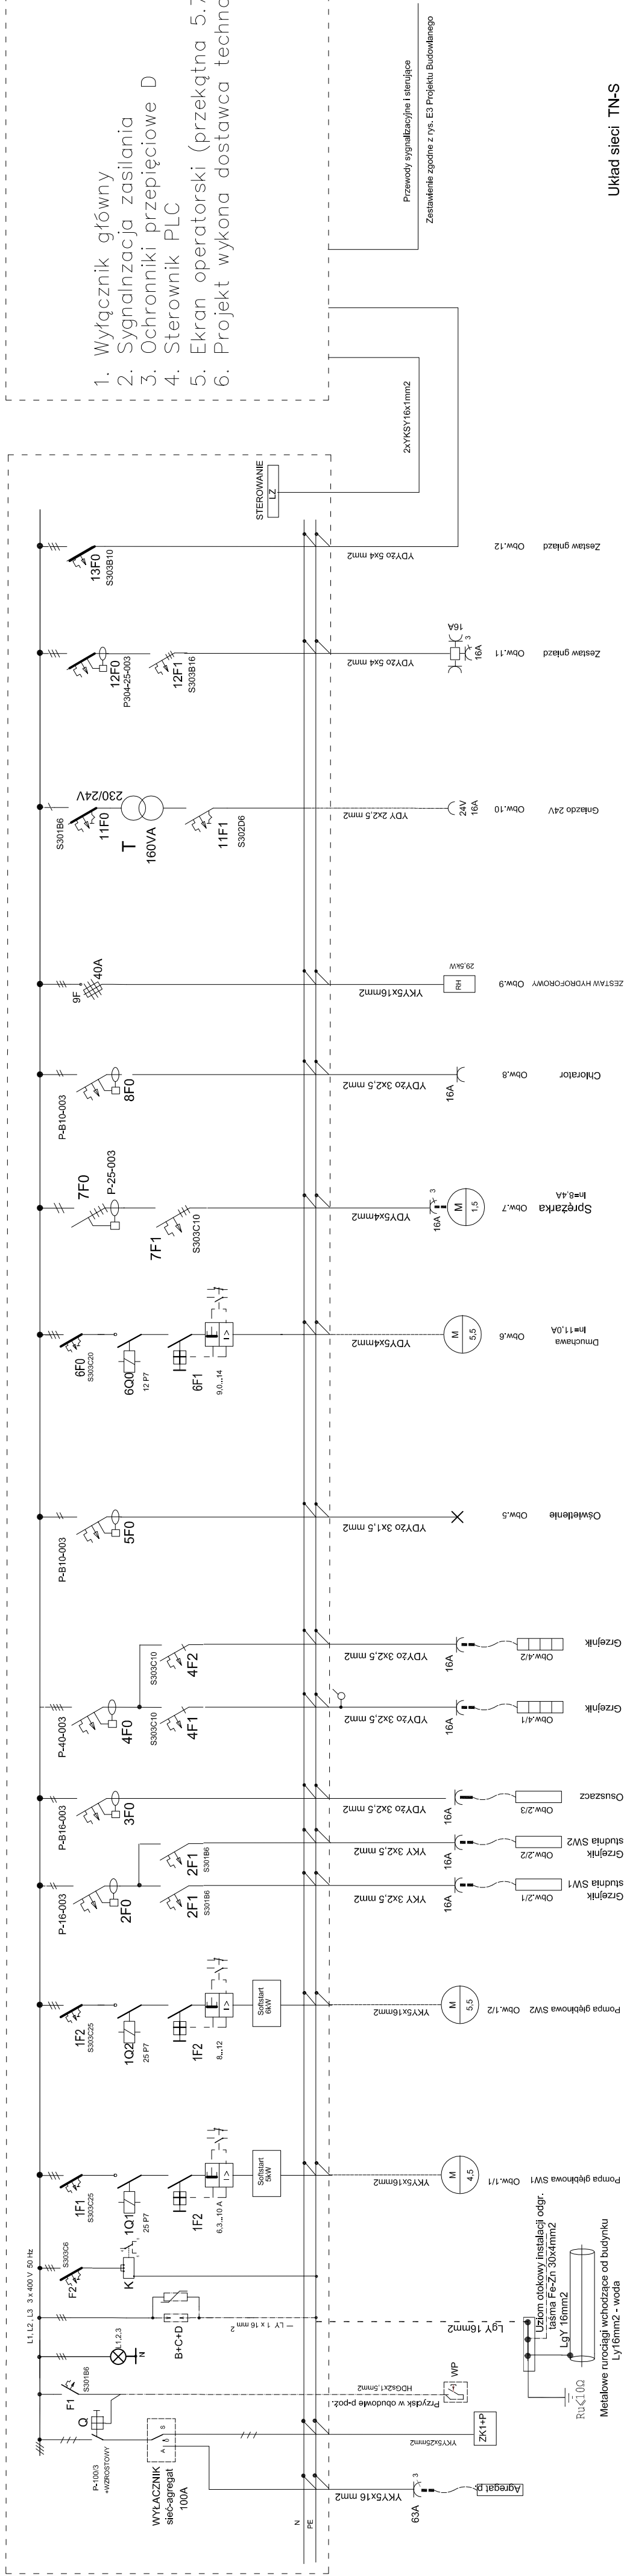 L1, L2, L3  3 x 400 V  50 Hz
N
PE
P-100/3
+WZROSTOWY
Q
WYŁĄCZNIK
sieć-agregat
100A
A
S
F1
S301B6
L1,2,3
N
B+C+D
LY 1 x 16 mm 2
F2
S303C6
K
Przycisk w obudowie p-poż.
HDGs2x1,5mm2
WP
YKY5x25mm2
ZK1+P
YKY5x16 mm2
63A
3
Agregat p.
LgY 16mm2
Uziom otokowy instalacji odgr.
taśma Fe-Zn 30x4mm2
LgY 16mm2
Ru≤10Ω
Metalowe rurociągi wchodzące od budynku
Ly16mm2 - woda
1F1
S303C25
1Q1
25 P7
1F2
6,3...10 A
I >
Softstart
5kW
YKY5x16mm2
M
4,5
Obw.1/1
Pompa głębinowa SW1
1F2
S303C25
1Q2
25 P7
1F2
8...12
I >
Softstart
6kW
YKY5x16mm2
M
5,5
Obw.1/2
Pompa głębinowa SW2
P-16-003
2F0
2F1
S301B6
YKY 3x2,5 mm2
16A
Obw.2/1
Grzejnik
studnia SW1
2F1
S301B6
YKY 3x2,5 mm2
16A
Obw.2/2
Grzejnik
studnia SW2
P-B16-003
3F0
YDYżo 3x2,5 mm2
16A
Obw.2/3
Osuszacz
P-40-003
4F0
S303C10
4F1
YDYżo 3x2,5 mm2
16A
Obw.4/1
Grzejnik
S303C10
4F2
YDYżo 3x2,5 mm2
16A
Obw.4/2
Grzejnik
P-B10-003
5F0
YDYżo 3x1,5 mm2
Obw.5
Oświetlenie
6F0
S303C20
6Q0
12 P7
6F1
9,0...14
I >
YDY5x4mm2
M
5,5
Obw.6
Dmuchawa
In=11,0A
7F0
P-25-003
7F1
S303C10
YDY5x4mm2
16A
3
M
1,5
Obw.7
Sprężarka
In=8,4A
P-B10-003
8F0
YDYżo 3x2,5 mm2
16A
Obw.8
Chlorator
9F
40A
YKY5x16mm2
RH
29,5kW
Obw.9
ZESTAW HYDROFOROWY
S301B6
11F0
230/24V
T
160VA
11F1
S302D6
YDY 2x2,5 mm2
24V
16A
Obw.10
Gniazdo 24V
12F0
P304-25-003
12F1
S303B16
YDYżo 5x4 mm2
16A
3
16A
Obw.11
Zestaw gniazd
13F0
S303B10
YDYżo 5x4 mm2
Obw.12
Zestaw gniazd
STEROWANIE
LZ
2xYKSY16x1mm2
1. Wyłącznik główny
2. Sygnalnzacja zasilania
3. Ochronniki przepięciowe D
4. Sterownik PLC
5. Ekran operatorski (przekątna 5.7
6. Projekt wykona dostawca techno
Przewody sygnalizacyjne i sterujące
Zestawienie zgodne z rys. E3 Projektu Budowlanego
Układ sieci TN-S